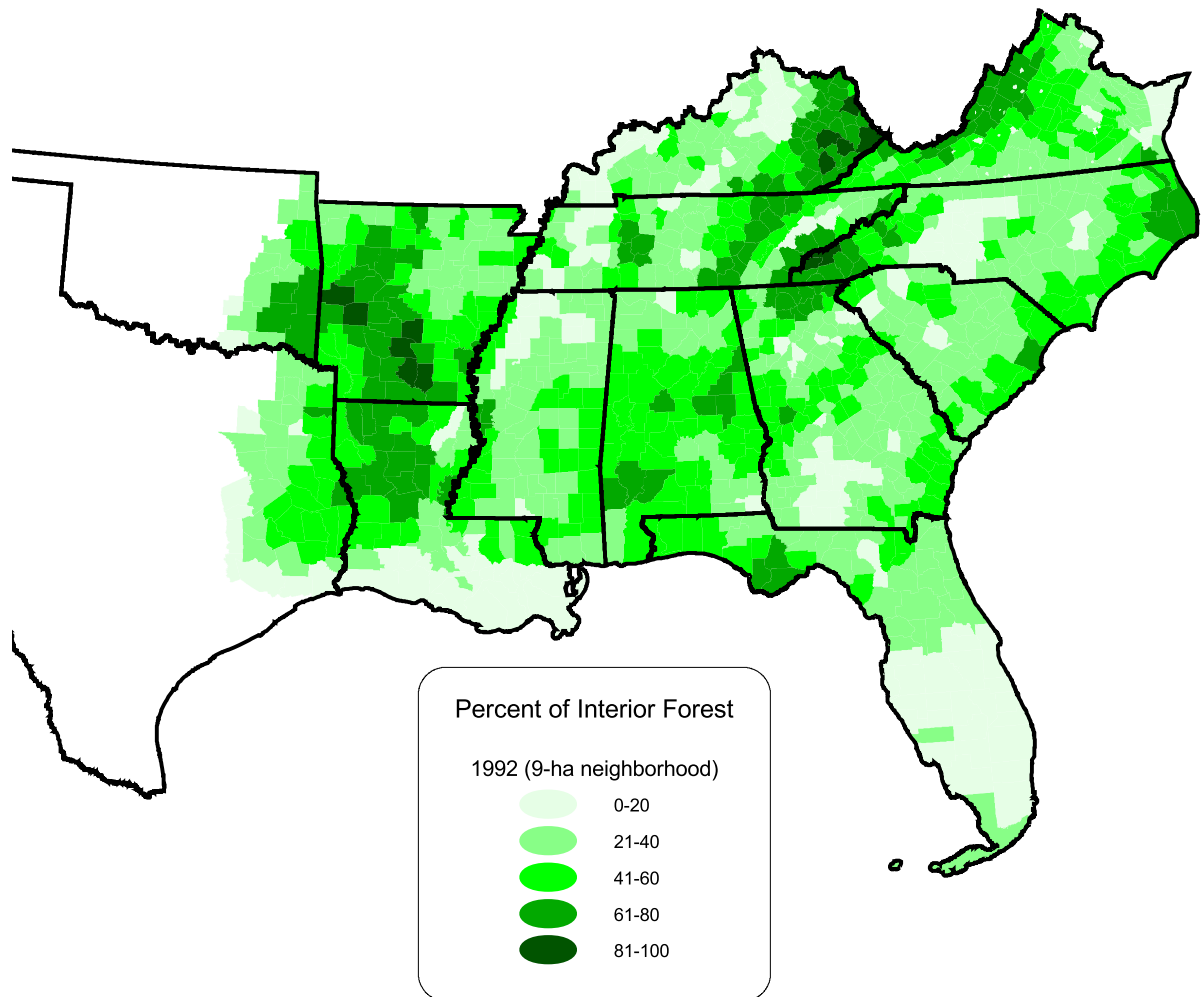 Percent of Interior Forest
1992 (9-ha neighborhood)
0-20
21-40
41-60
61-80
81-100